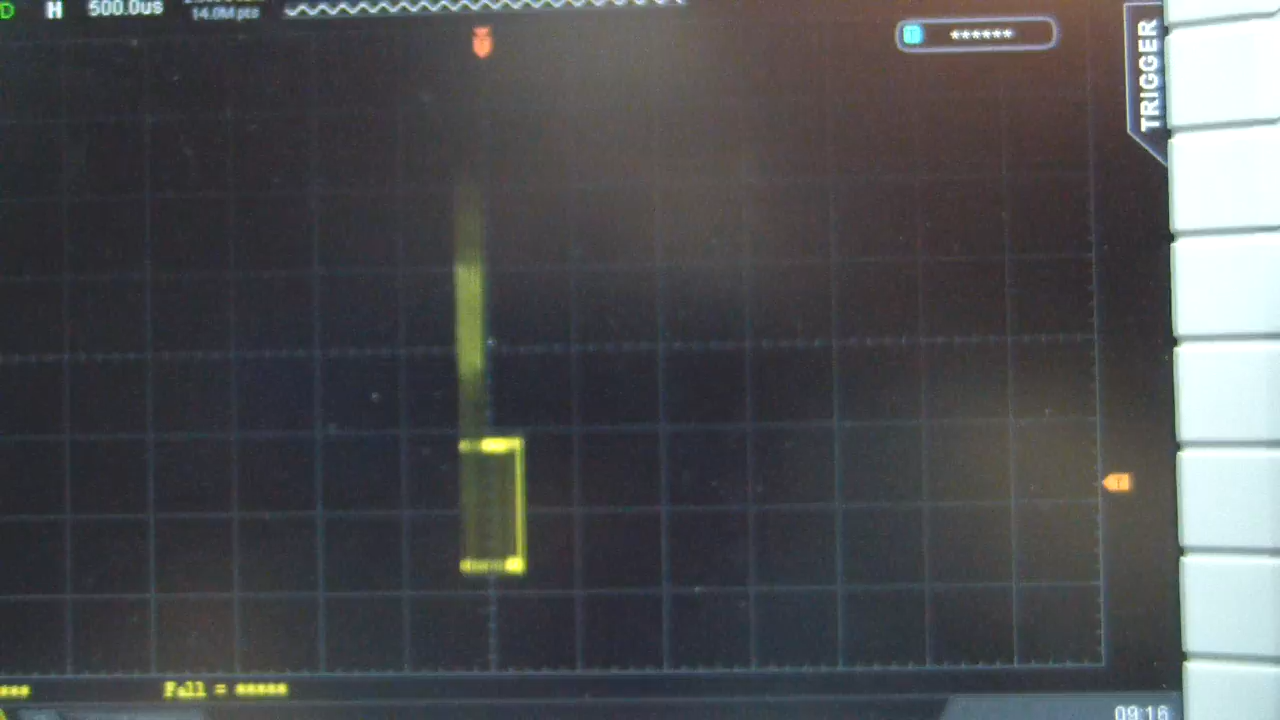 D H 500.0us
14.0M pts
T
******
TRIGGER
T
*** Fall = *****
09:16